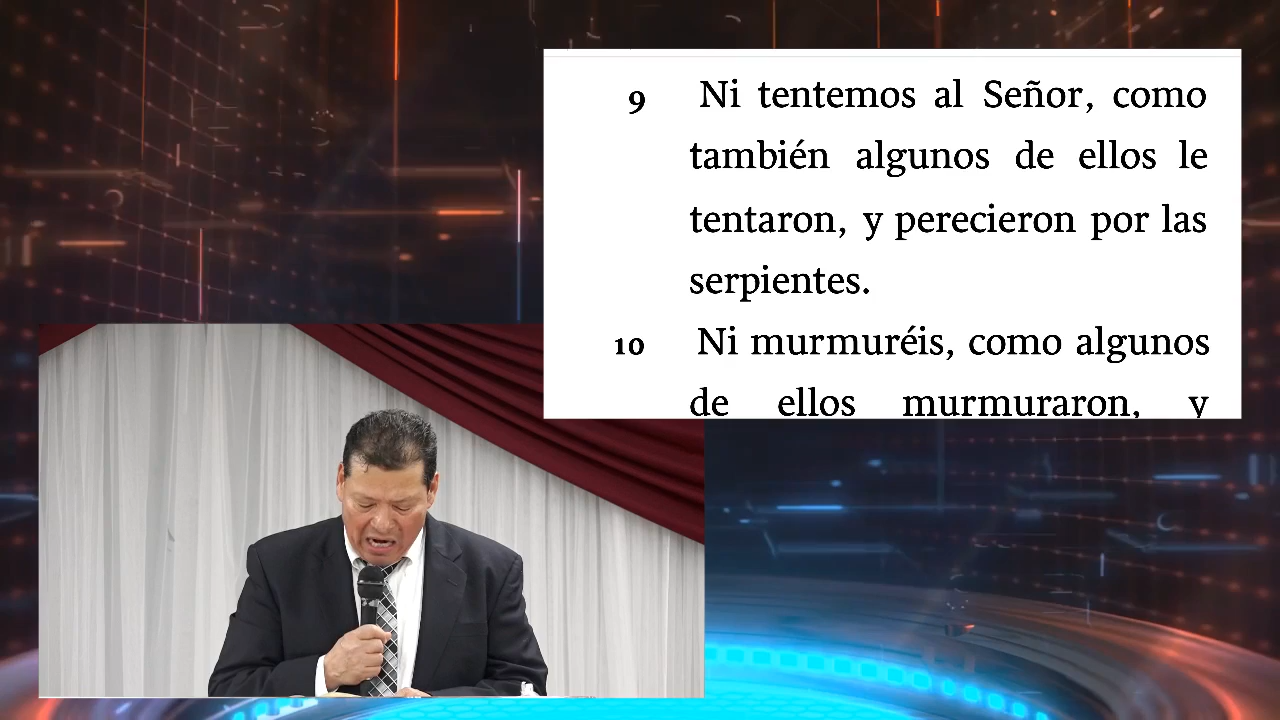 9 Ni tentemos al Señor, como
también algunos de ellos le
tentaron, y perecieron por las
serpientes.
10 Ni murmuréis, como algunos
de ellos murmuraron, y